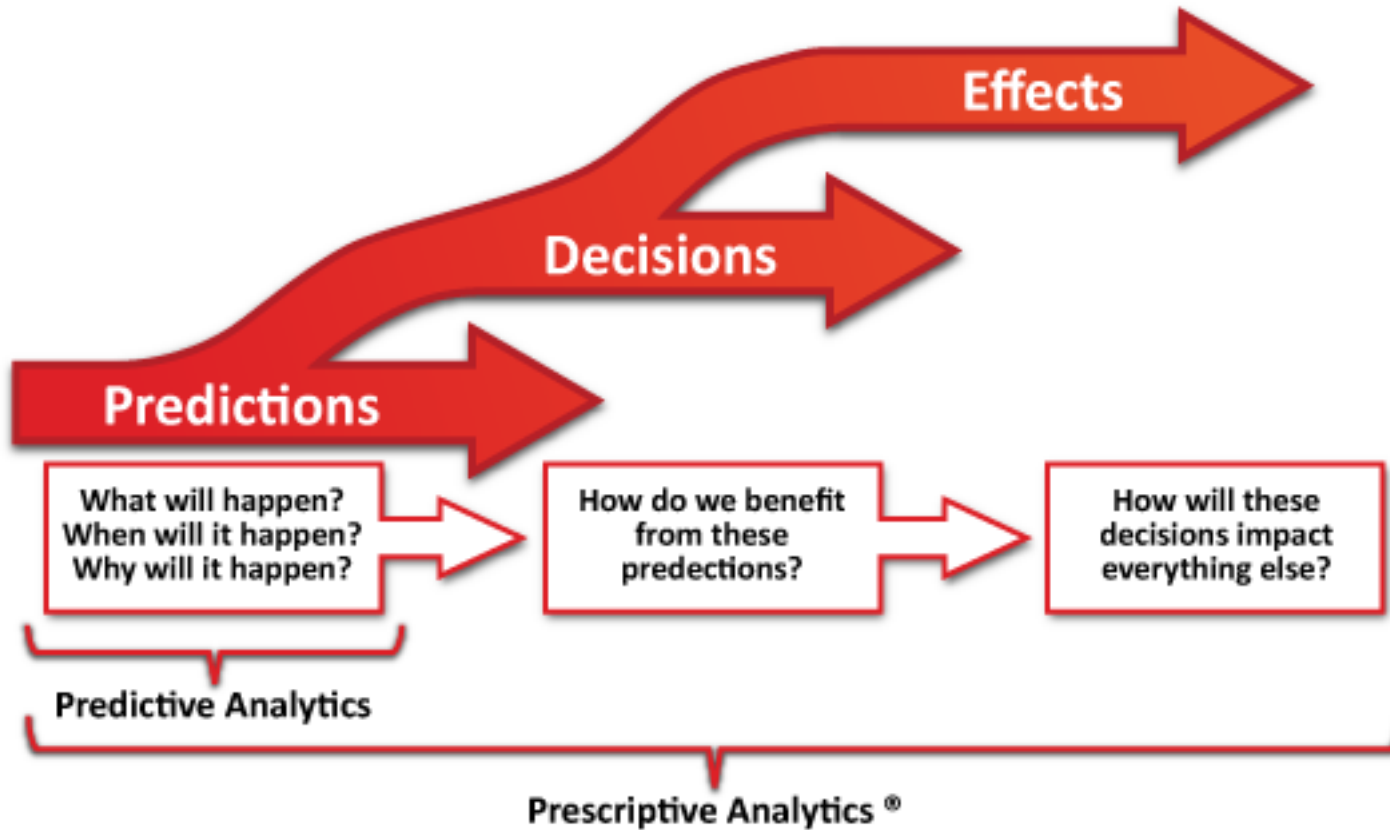 Effects
Decisions
Predictions
What will happen?
When will it happen?
Why will it happen?
How do we benefit
from these
predections?
How will these
decisions impact
everything else?
Predictive Analytics
Prescriptive Analytics ®